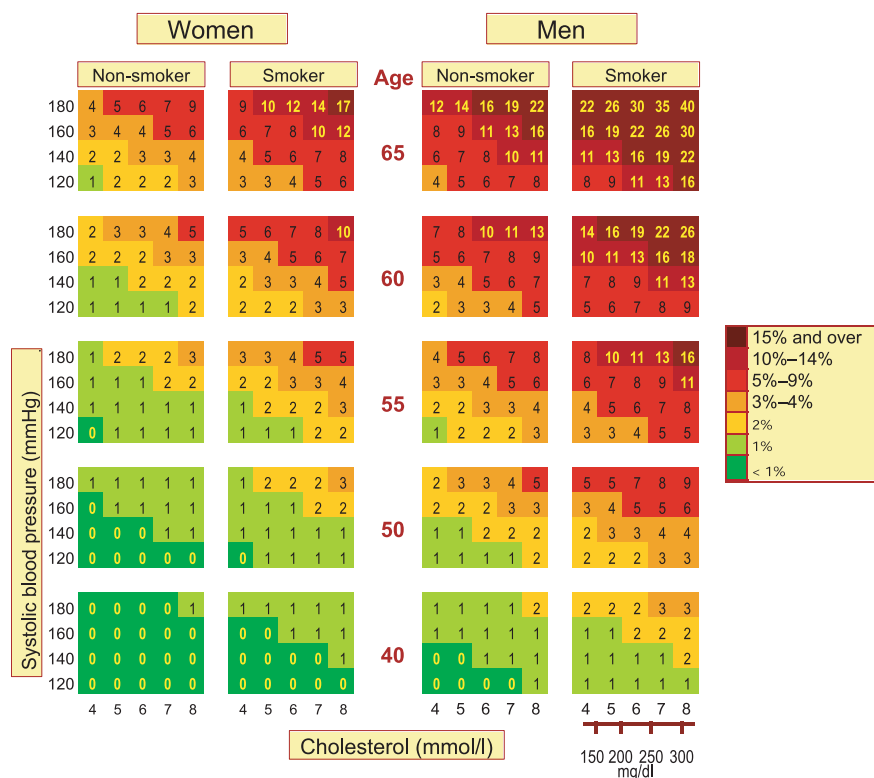 Women Men
Non-smoker Smoker Age Non-smoker Smoker
180 4 5 6 7 9 9 10 12 14 17 12 14 16 19 22 22 26 30 35 40
160 3 4 4 5 6 6 7 8 10 12 8 9 11 13 16 16 19 22 26 30
65
140 2 2 3 3 4 4 5 6 7 8 6 7 8 10 11 11 13 16 19 22
120 1 2 2 2 3 3 3 4 5 6 4 5 6 7 8 8 9 11 13 16
180 2 3 3 4 5 5 6 7 8 10 7 8 10 11 13 14 16 19 22 26
160 2 2 2 3 3 3 4 5 6 7 5 6 7 8 9 10 11 13 16 18
60
140 1 1 2 2 2 2 3 3 4 5 3 4 5 6 7 7 8 9 11 13
120 1 1 1 1 2 2 2 2 3 3 2 3 3 4 5 5 6 7 8 9
180 1 2 2 2 3 3 3 4 5 5 4 5 6 7 8 8 10 11 13 16
160 1 1 1 2 2 2 2 3 3 4 3 3 4 5 6 6 7 8 9 11
55
140 1 1 1 1 1 1 2 2 2 3 2 2 3 3 4 4 5 6 7 8
120 0 1 1 1 1 1 1 1 2 2 1 2 2 2 3 3 3 4 5 5
180 1 1 1 1 1 1 2 2 2 3 2 3 3 4 5 5 5 7 8 9
160 0 1 1 1 1 1 1 1 2 2 2 2 2 3 3 3 4 5 5 6
50
140 0 0 0 1 1 1 1 1 1 1 1 1 2 2 2 2 3 3 4 4
120 0 0 0 0 0 0 1 1 1 1 1 1 1 1 2 2 2 2 3 3
180 0 0 0 0 1 1 1 1 1 1 1 1 1 1 2 2 2 2 3 3
160 0 0 0 0 0 0 0 1 1 1 1 1 1 1 1 1 1 2 2 2
40
140 0 0 0 0 0 0 0 0 0 1 0 0 1 1 1 1 1 1 1 2
120 0 0 0 0 0 0 0 0 0 0 0 0 0 0 1 1 1 1 1 1
4 5 6 7 8 4 5 6 7 8 4 5 6 7 8 4 5 6 7 8
Systolic blood pressure (mmHg)
Cholesterol (mmol/l)
150 200 250 300
mg/dl
15% and over
10%–14%
5%–9%
3%–4%
2%
1%
< 1%